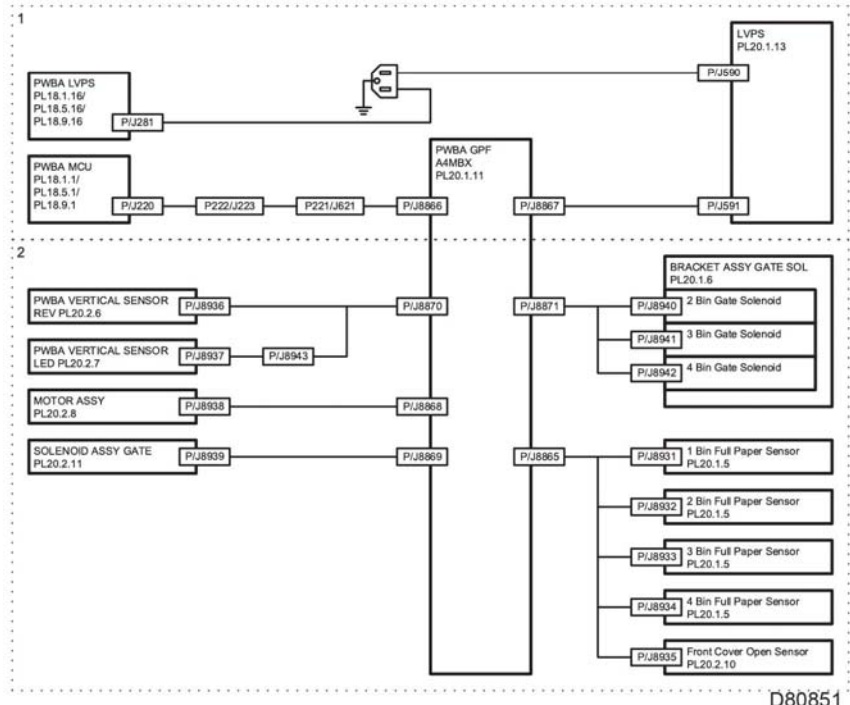 1
LVPS
PL20.1.13
P/J590
PWBA LVPS
PL18.1.16/
PL18.5.16/
PL18.9.16
P/J281
PWBA GPF
A4MBX
PL20.1.11
PWBA MCU
PL18.1.1/
PL18.5.1/
PL18.9.1
P/J220
P222/J223
P221/J621
P/J8866
P/J8867
P/J591
2
BRACKET ASSY GATE SOL
PL20.1.6
PWBA VERTICAL SENSOR
REV PL20.2.6
P/J8936
P/J8870
P/J8871
P/J8940
2 Bin Gate Solenoid
P/J8941
3 Bin Gate Solenoid
PWBA VERTICAL SENSOR
LED PL20.2.7
P/J8937
P/J8943
P/J8942
4 Bin Gate Solenoid
MOTOR ASSY
PL20.2.8
P/J8938
P/J8868
SOLENOID ASSY GATE
PL20.2.11
P/J8939
P/J8869
P/J8865
P/J8931
1 Bin Full Paper Sensor
PL20.1.5
P/J8932
2 Bin Full Paper Sensor
PL20.1.5
P/J8933
3 Bin Full Paper Sensor
PL20.1.5
P/J8934
4 Bin Full Paper Sensor
PL20.1.5
P/J8935
Front Cover Open Sensor
PL20.2.10
D80851